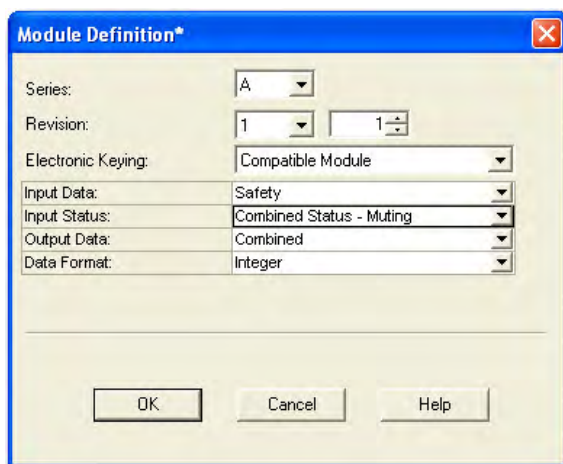 Module Definition*
Series: A
Revision: 1 1
Electronic Keying: Compatible Module
Input Data: Safety
Input Status: Combined Status - Muting
Output Data: Combined
Data Format: Integer
OK Cancel Help